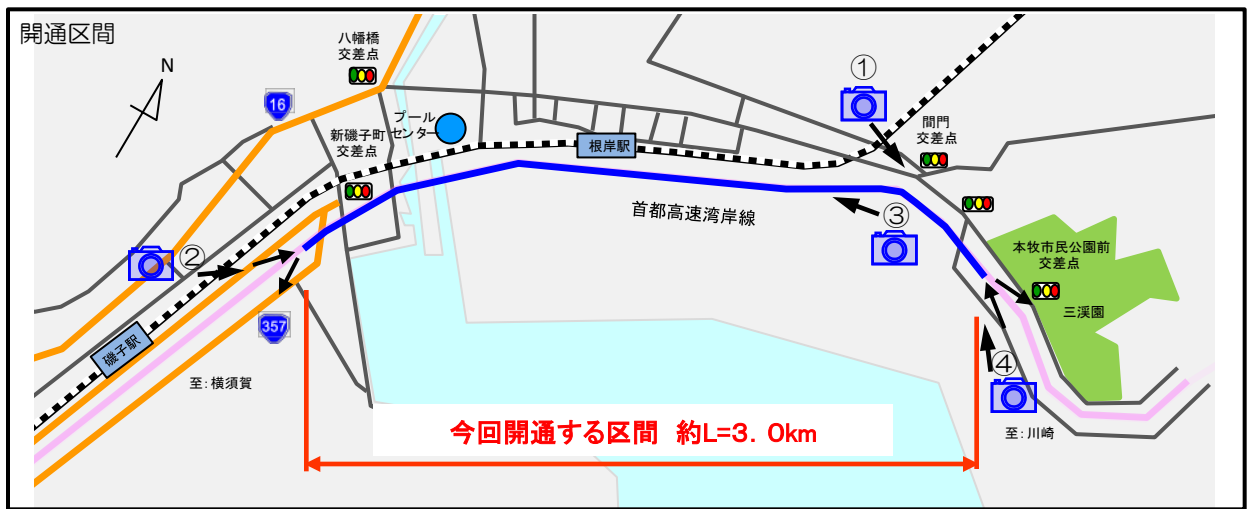 開通区間
N
八幡橋
交差点
16
新磯子町
交差点
プール
センター
根岸駅
①
間門
交差点
首都高速湾岸線
③
②
本牧市民公園前
交差点
三溪園
357
磯子駅
至:横須賀
④
至:川崎
今回開通する区間 約L=3.0km